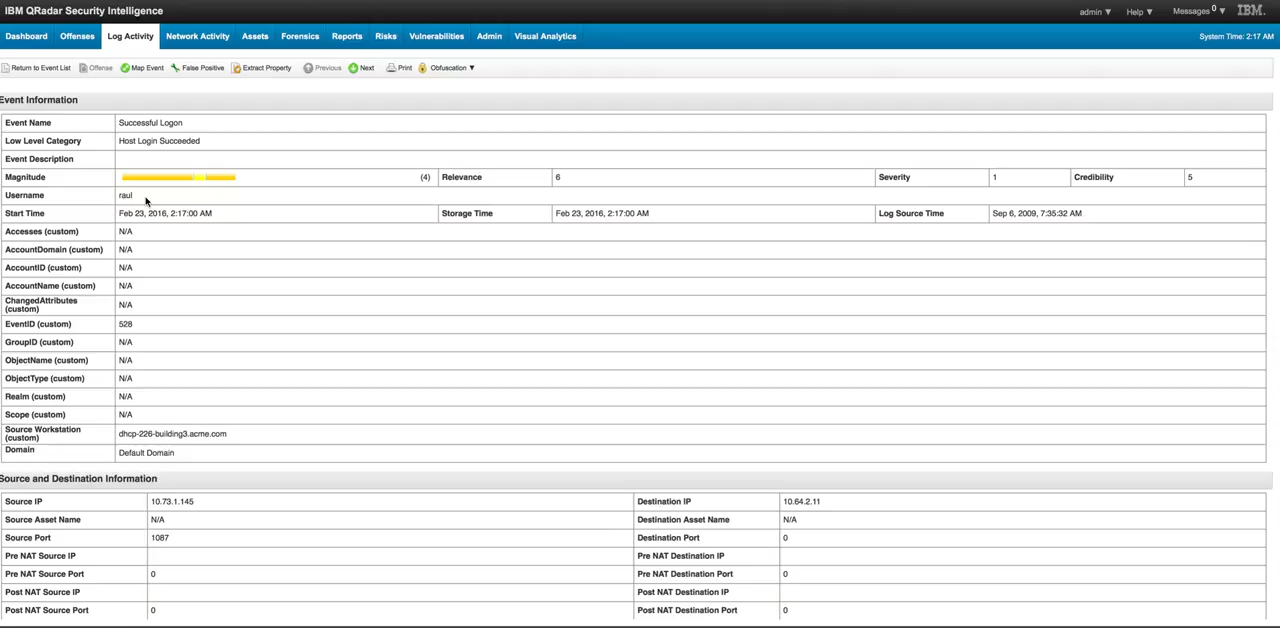 IBM QRadar Security Intelligence
admin ▼ Help ▼ Messages 0 ▼ IBM.
Dashboard Offenses Log Activity Network Activity Assets Forensics Reports Risks Vulnerabilities Admin Visual Analytics System Time: 2:17 AM
Return to Event List Offense Map Event False Positive Extract Property Previous Next Print Obfuscation ▼
Event Information
Event Name Successful Logon
Low Level Category Host Login Succeeded
Event Description
Magnitude (4) Relevance 6 Severity 1 Credibility 5
Username raul
Start Time Feb 23, 2016, 2:17:00 AM Storage Time Feb 23, 2016, 2:17:00 AM Log Source Time Sep 6, 2009, 7:35:32 AM
Accesses (custom) N/A
AccountDomain (custom) N/A
AccountID (custom) N/A
AccountName (custom) N/A
ChangedAttributes
(custom) N/A
EventID (custom) 528
GroupID (custom) N/A
ObjectName (custom) N/A
ObjectType (custom) N/A
Realm (custom) N/A
Scope (custom) N/A
Source Workstation
(custom) dhcp-226-building3.acme.com
Domain Default Domain
Source and Destination Information
Source IP 10.73.1.145 Destination IP 10.64.2.11
Source Asset Name N/A Destination Asset Name N/A
Source Port 1087 Destination Port 0
Pre NAT Source IP Pre NAT Destination IP
Pre NAT Source Port 0 Pre NAT Destination Port 0
Post NAT Source IP Post NAT Destination IP
Post NAT Source Port 0 Post NAT Destination Port 0